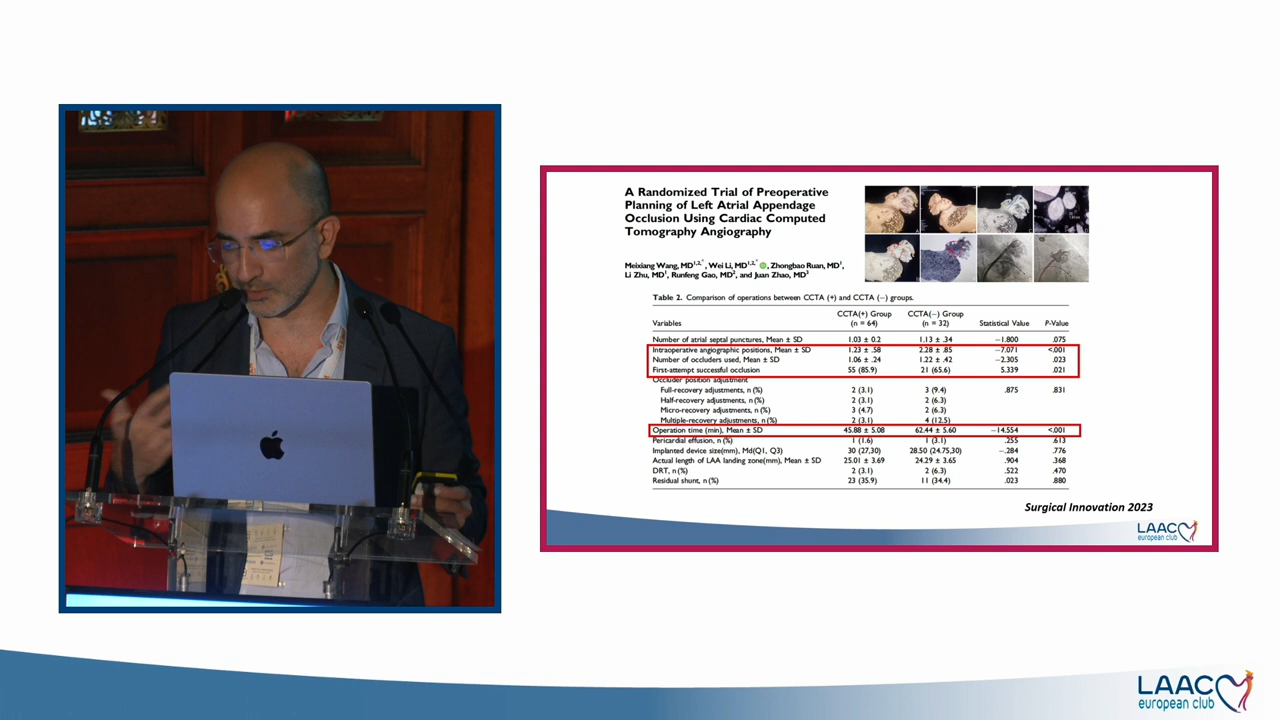 A Randomized Trial of Preoperative
Planning of Left Atrial Appendage
Occlusion Using Cardiac Computed
Tomography Angiography
Meixiang Wang, MD1,2,*, Wei Li, MD1,2,*, Zhongbao Ruan, MD1,
Li Zhu, MD1, Runfeng Gao, MD2, and Juan Zhao, MD3
Table 2. Comparison of operations between CCTA (+) and CCTA (−) groups.
CCTA(+) Group CCTA(−) Group
Variables (n = 64) (n = 32) Statistical Value P-Value
Number of atrial septal punctures, Mean ± SD 1.03 ± 0.2 1.13 ± .34 −1.800 .075
Intraoperative angiographic positions, Mean ± SD 1.23 ± .58 2.28 ± .85 −7.071 <.001
Number of occluders used, Mean ± SD 1.06 ± .24 1.22 ± .42 −2.305 .023
First-attempt successful occlusion 55 (85.9) 21 (65.6) 5.339 .021
Occluder position adjustment
Full-recovery adjustments, n (%) 2 (3.1) 3 (9.4) .875 .831
Half-recovery adjustments, n (%) 2 (3.1) 2 (6.3)
Micro-recovery adjustments, n (%) 3 (4.7) 2 (6.3)
Multiple-recovery adjustments, n (%) 2 (3.1) 4 (12.5)
Operation time (min), Mean ± SD 45.88 ± 5.08 62.44 ± 5.60 −14.554 <.001
Pericardial effusion, n (%) 1 (1.6) 1 (3.1) .255 .613
Implanted device size(mm), Md(Q1, Q3) 30 (27,30) 28.50 (24.75,30) −.284 .776
Actual length of LAA landing zone(mm), Mean ± SD 25.01 ± 3.69 24.29 ± 3.65 .904 .368
DRT, n (%) 2 (3.1) 2 (6.3) .522 .470
Residual shunt, n (%) 23 (35.9) 11 (34.4) .023 .880
Surgical Innovation 2023
LAAC
european club
LAAC
european club